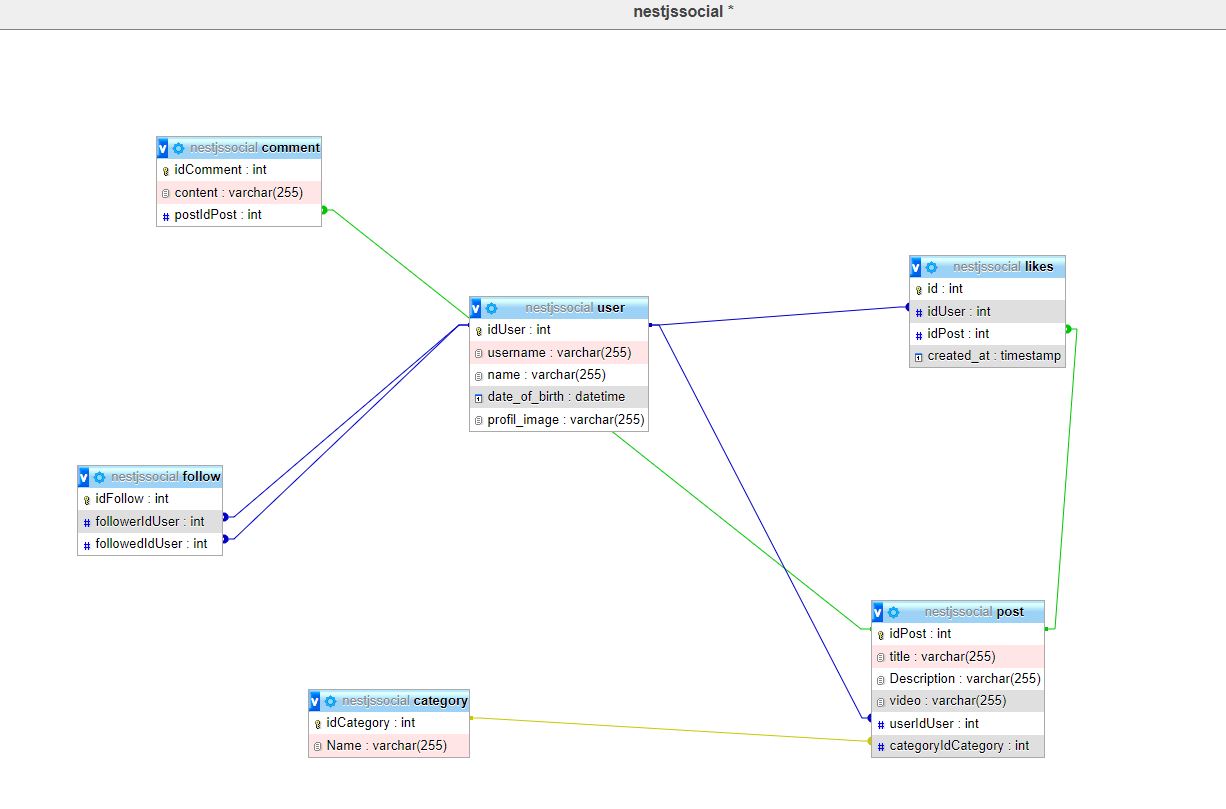 nestjssocial *
nestjssocial comment
idComment : int
content : varchar(255)
postIdPost : int
nestjssocial likes
id : int
idUser : int
idPost : int
created_at : timestamp
nestjssocial user
idUser : int
username : varchar(255)
name : varchar(255)
date_of_birth : datetime
profil_image : varchar(255)
nestjssocial follow
idFollow : int
followerIdUser : int
followedIdUser : int
nestjssocial post
idPost : int
title : varchar(255)
Description : varchar(255)
video : varchar(255)
userIdUser : int
categoryIdCategory : int
nestjssocial category
idCategory : int
Name : varchar(255)